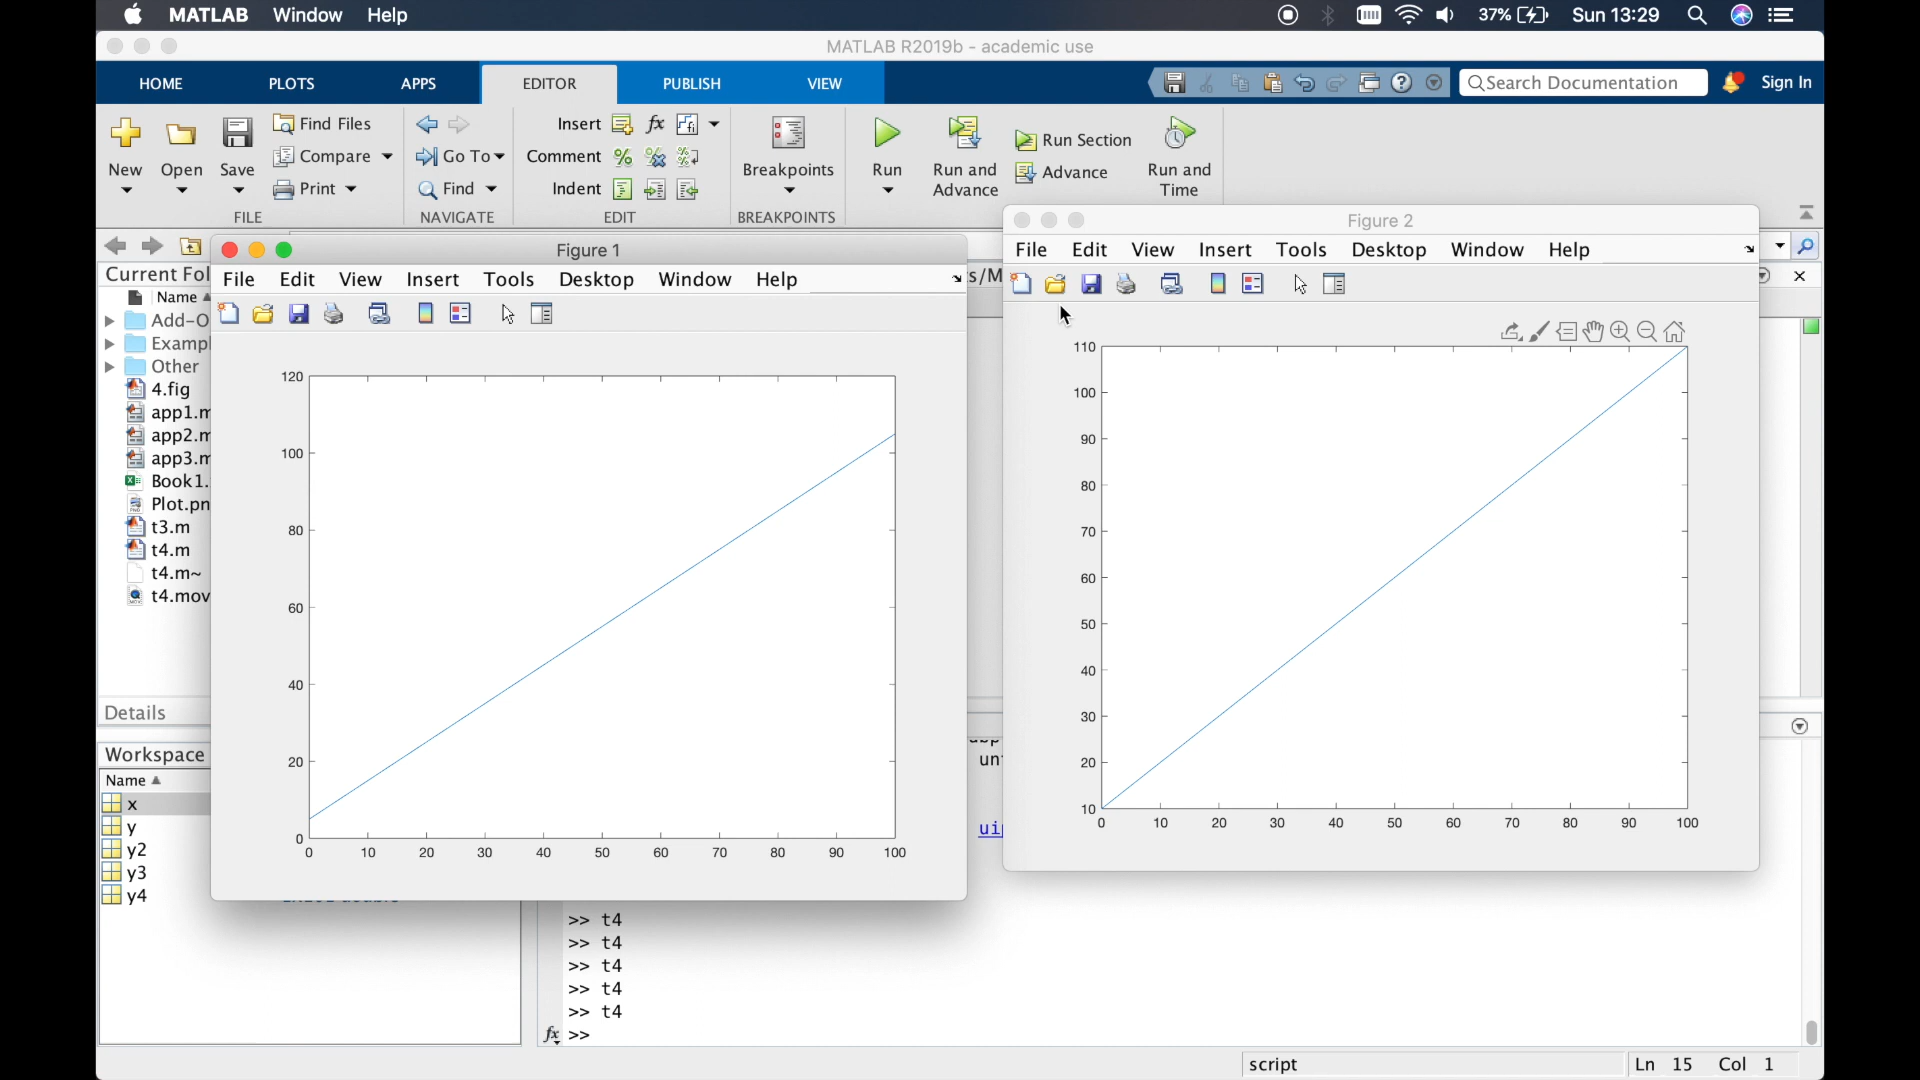 MATLAB Window Help
37% Sun 13:29
MATLAB R2019b - academic use
HOME PLOTS APPS EDITOR PUBLISH VIEW
Search Documentation Sign In
New Open Save
Find Files
Compare
Print
FILE
Go To
Find
NAVIGATE
Insert fx
Comment
Indent
EDIT
Breakpoints
BREAKPOINTS
Run
Run and Advance
Run Section
Advance
Run and Time
Current Fol
Name
Add-O
Exampl
Other
4.fig
app1.m
app2.m
app3.m
Book1.
Plot.pn
t3.m
t4.m
t4.m~
t4.mov
Details
Workspace
Name
x
y
y2
y3
y4
Figure 1
File Edit View Insert Tools Desktop Window Help
120
100
80
60
40
20
0
0 10 20 30 40 50 60 70 80 90 100
s/M
Figure 2
File Edit View Insert Tools Desktop Window Help
110
100
90
80
70
60
50
40
30
20
10
0 10 20 30 40 50 60 70 80 90 100
un
ui
>> t4
>> t4
>> t4
>> t4
>> t4
fx >>
script Ln 15 Col 1